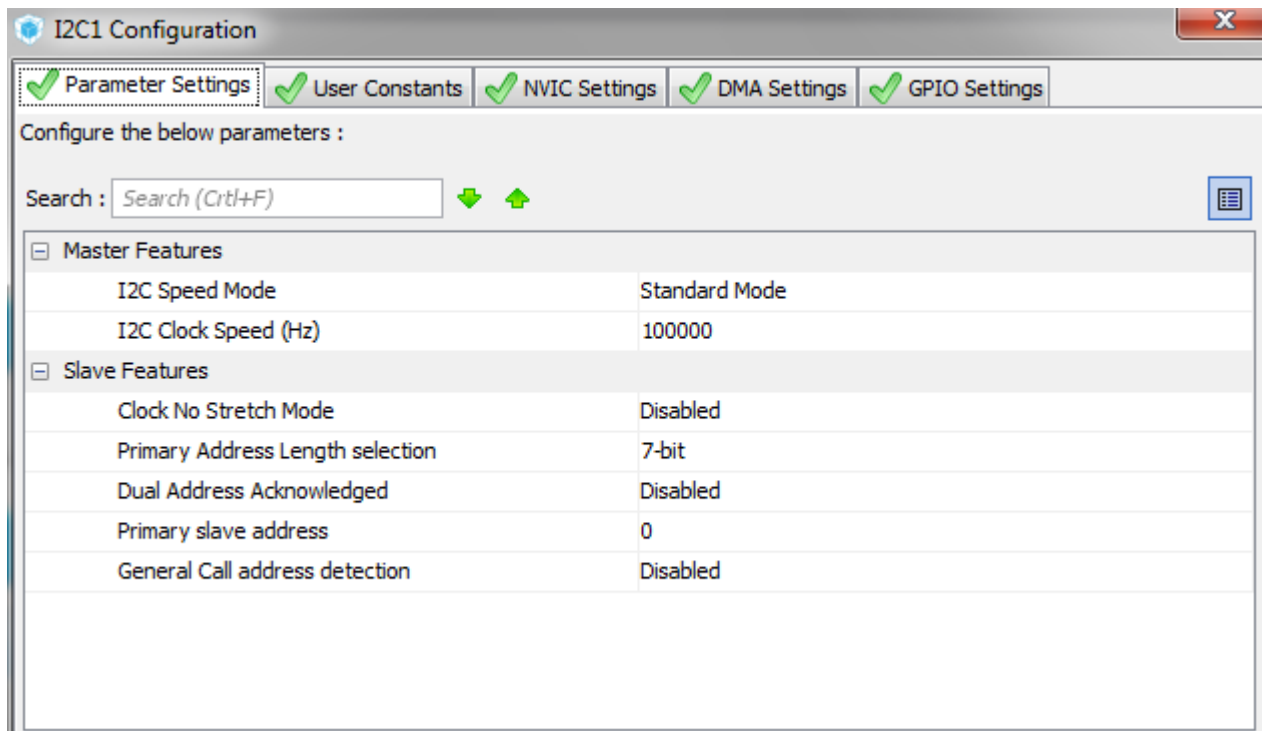 I2C1 Configuration
X
Parameter Settings User Constants NVIC Settings DMA Settings GPIO Settings
Configure the below parameters :
Search : Search (Crtl+F)
Master Features
I2C Speed Mode Standard Mode
I2C Clock Speed (Hz) 100000
Slave Features
Clock No Stretch Mode Disabled
Primary Address Length selection 7-bit
Dual Address Acknowledged Disabled
Primary slave address 0
General Call address detection Disabled